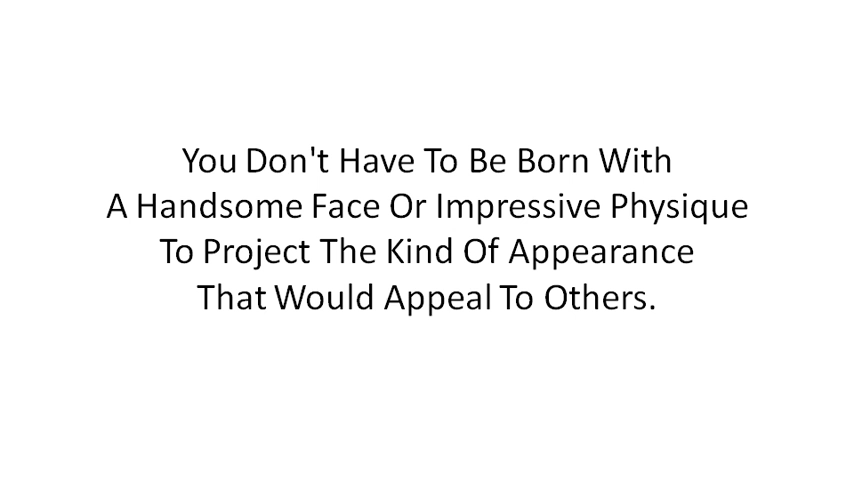 You Don't Have To Be Born With
A Handsome Face Or Impressive Physique
To Project The Kind Of Appearance
That Would Appeal To Others.